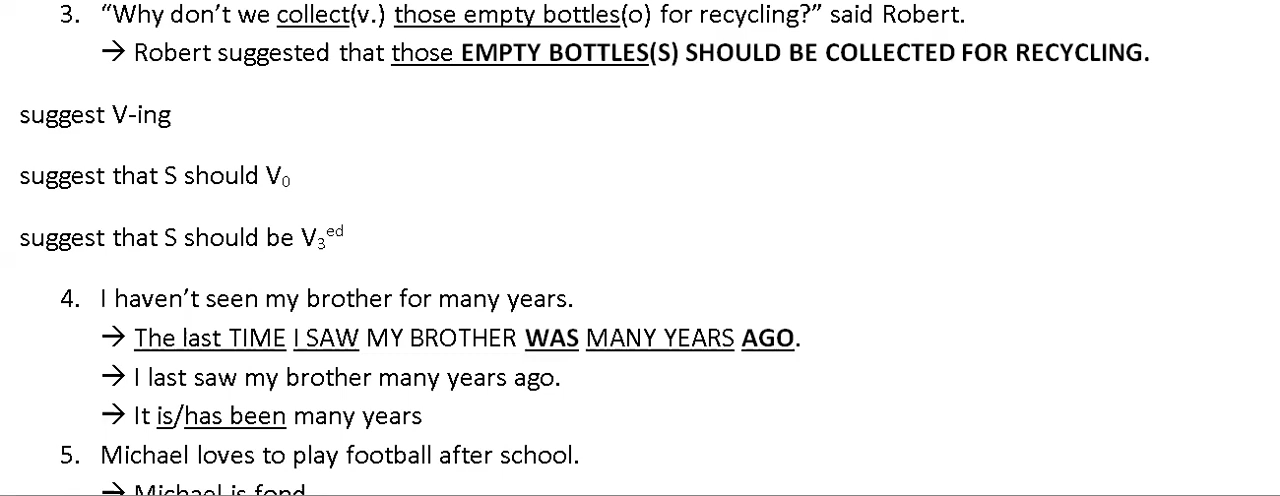 3. “Why don’t we collect(v.) those empty bottles(o) for recycling?” said Robert.
→ Robert suggested that those EMPTY BOTTLES(S) SHOULD BE COLLECTED FOR RECYCLING.
suggest V-ing
suggest that S should V₀
suggest that S should be V₃ᵉᵈ
4. I haven’t seen my brother for many years.
→ The last TIME I SAW MY BROTHER WAS MANY YEARS AGO.
→ I last saw my brother many years ago.
→ It is/has been many years
5. Michael loves to play football after school.
→ Michael is fond